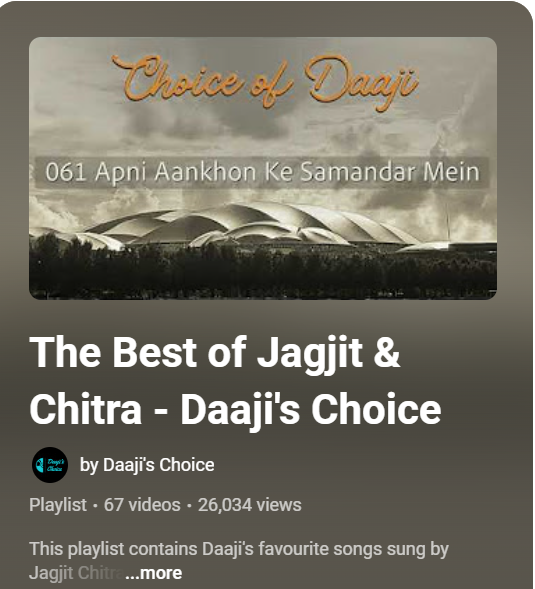 Choice of Daaji
061 Apni Aankhon Ke Samandar Mein
The Best of Jagjit &
Chitra - Daaji's Choice
Daaji's
Choice
by Daaji's Choice
Playlist • 67 videos • 26,034 views
This playlist contains Daaji's favourite songs sung by
Jagjit Chitra ...more